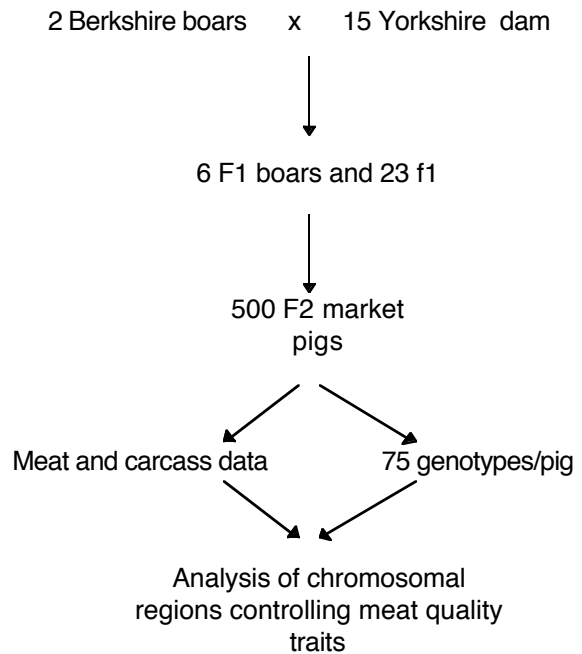 2 Berkshire boars x 15 Yorkshire dam
6 F1 boars and 23 f1
500 F2 market
pigs
Meat and carcass data 75 genotypes/pig
Analysis of chromosomal
regions controlling meat quality
traits